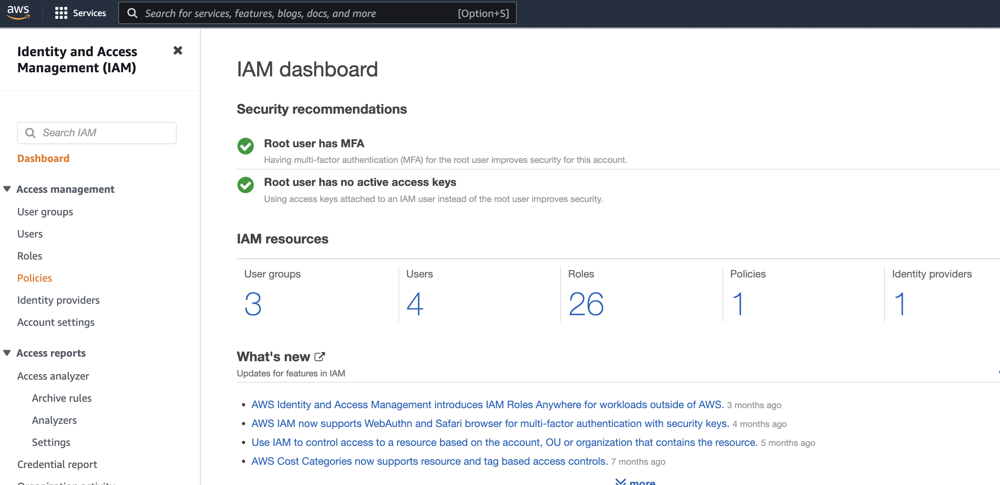 aws
Services
Search for services, features, blogs, docs, and more
[Option+S]
Identity and Access
Management (IAM)
Search IAM
Dashboard
Access management
User groups
Users
Roles
Policies
Identity providers
Account settings
Access reports
Access analyzer
Archive rules
Analyzers
Settings
Credential report
Organization activity
IAM dashboard
Security recommendations
Root user has MFA
Having multi-factor authentication (MFA) for the root user improves security for this account.
Root user has no active access keys
Using access keys attached to an IAM user instead of the root user improves security.
IAM resources
User groups
3
Users
4
Roles
26
Policies
1
Identity providers
1
What's new
Updates for features in IAM
AWS Identity and Access Management introduces IAM Roles Anywhere for workloads outside of AWS. 3 months ago
AWS IAM now supports WebAuthn and Safari browser for multi-factor authentication with security keys. 4 months ago
Use IAM to control access to a resource based on the account, OU or organization that contains the resource. 5 months ago
AWS Cost Categories now supports resource and tag based access controls. 7 months ago
more